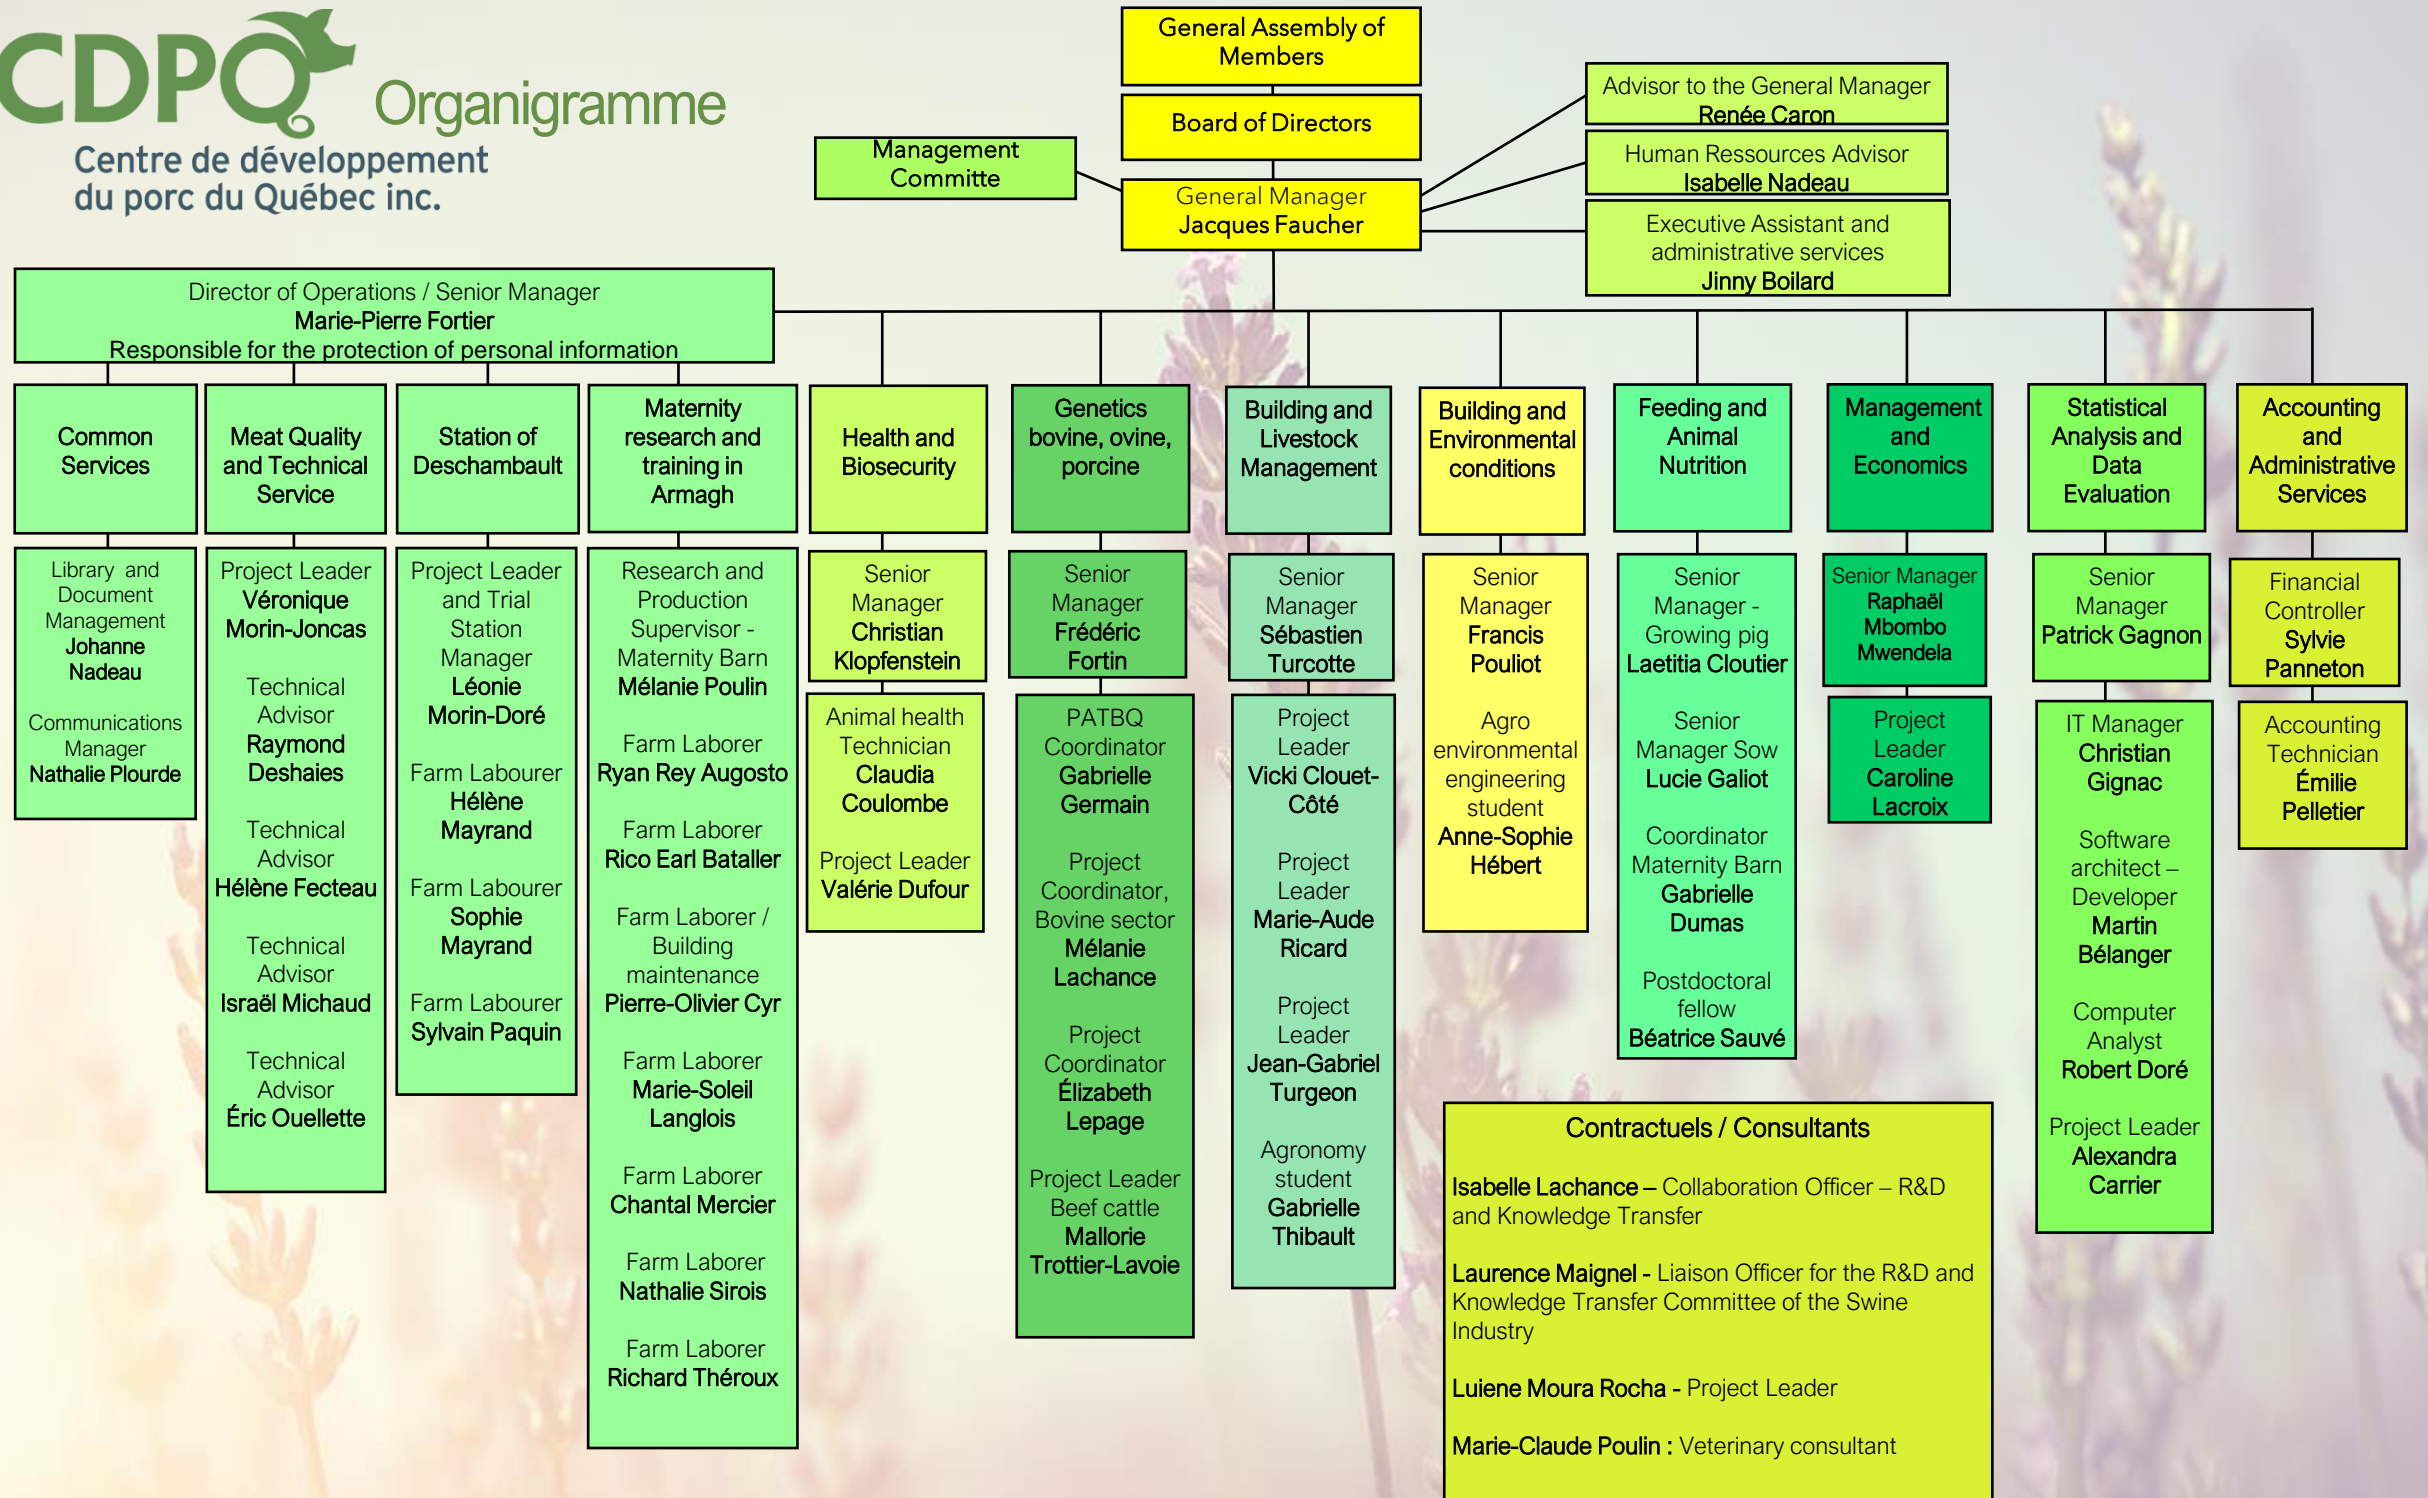 CDPQ
Organigramme
Centre de développement
du porc du Québec inc.
General Assembly of
Members
Board of Directors
Management
Committe
General Manager
Jacques Faucher
Advisor to the General Manager
Renée Caron
Human Ressources Advisor
Isabelle Nadeau
Executive Assistant and
administrative services
Jinny Boilard
Director of Operations / Senior Manager
Marie-Pierre Fortier
Responsible for the protection of personal information
Common
Services
Library and
Document
Management
Johanne
Nadeau
Communications
Manager
Nathalie Plourde
Meat Quality
and Technical
Service
Project Leader
Véronique
Morin-Joncas
Technical
Advisor
Raymond
Deshaies
Technical
Advisor
Hélène Fecteau
Technical
Advisor
Israël Michaud
Technical
Advisor
Éric Ouellette
Station of
Deschambault
Project Leader
and Trial
Station
Manager
Léonie
Morin-Doré
Farm Labourer
Hélène
Mayrand
Farm Labourer
Sophie
Mayrand
Farm Labourer
Sylvain Paquin
Maternity
research and
training in
Armagh
Research and
Production
Supervisor -
Maternity Barn
Mélanie Poulin
Farm Laborer
Ryan Rey Augosto
Farm Laborer
Rico Earl Bataller
Farm Laborer /
Building
maintenance
Pierre-Olivier Cyr
Farm Laborer
Marie-Soleil
Langlois
Farm Laborer
Chantal Mercier
Farm Laborer
Nathalie Sirois
Farm Laborer
Richard Théroux
Health and
Biosecurity
Senior
Manager
Christian
Klopfenstein
Animal health
Technician
Claudia
Coulombe
Project Leader
Valérie Dufour
Genetics
bovine, ovine,
porcine
Senior
Manager
Frédéric
Fortin
PATBQ
Coordinator
Gabrielle
Germain
Project
Coordinator,
Bovine sector
Mélanie
Lachance
Project
Coordinator
Élizabeth
Lepage
Project Leader
Beef cattle
Mallorie
Trottier-Lavoie
Building and
Livestock
Management
Senior
Manager
Sébastien
Turcotte
Project
Leader
Vicki Clouet-
Côté
Project
Leader
Marie-Aude
Ricard
Project
Leader
Jean-Gabriel
Turgeon
Agronomy
student
Gabrielle
Thibault
Building and
Environmental
conditions
Senior
Manager
Francis
Pouliot
Agro
environmental
engineering
student
Anne-Sophie
Hébert
Feeding and
Animal
Nutrition
Senior
Manager -
Growing pig
Laetitia Cloutier
Senior
Manager Sow
Lucie Galiot
Coordinator
Maternity Barn
Gabrielle
Dumas
Postdoctoral
fellow
Béatrice Sauvé
Management
and
Economics
Senior Manager
Raphaël
Mbombo
Mwendela
Project
Leader
Caroline
Lacroix
Statistical
Analysis and
Data
Evaluation
Senior
Manager
Patrick Gagnon
IT Manager
Christian
Gignac
Software
architect –
Developer
Martin
Bélanger
Computer
Analyst
Robert Doré
Project Leader
Alexandra
Carrier
Accounting
and
Administrative
Services
Financial
Controller
Sylvie
Panneton
Accounting
Technician
Émilie
Pelletier
Contractuels / Consultants
Isabelle Lachance – Collaboration Officer – R&D
and Knowledge Transfer
Laurence Maignel - Liaison Officer for the R&D and
Knowledge Transfer Committee of the Swine
Industry
Luiene Moura Rocha - Project Leader
Marie-Claude Poulin : Veterinary consultant